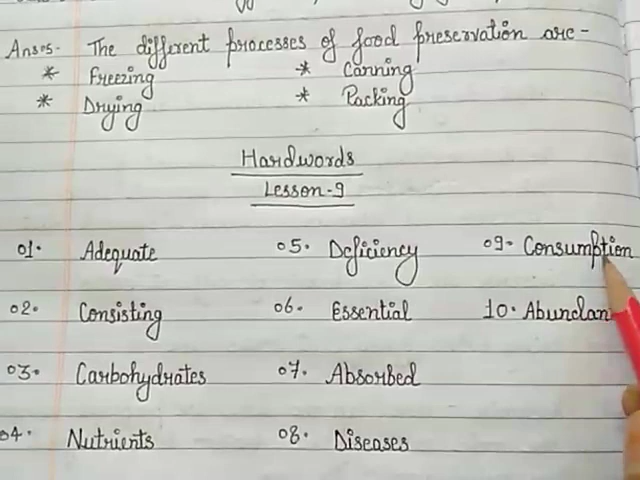 Ans 5- The different processes of food preservation are-
* Freezing * Canning
* Drying * Packing
Hardwords
Lesson-9
01. Adequate 05. Deficiency 09- Consumption
02. Consisting 06. Essential 10. Abundan
03. Carbohydrates 07. Absorbed
04. Nutrients 08. Diseases